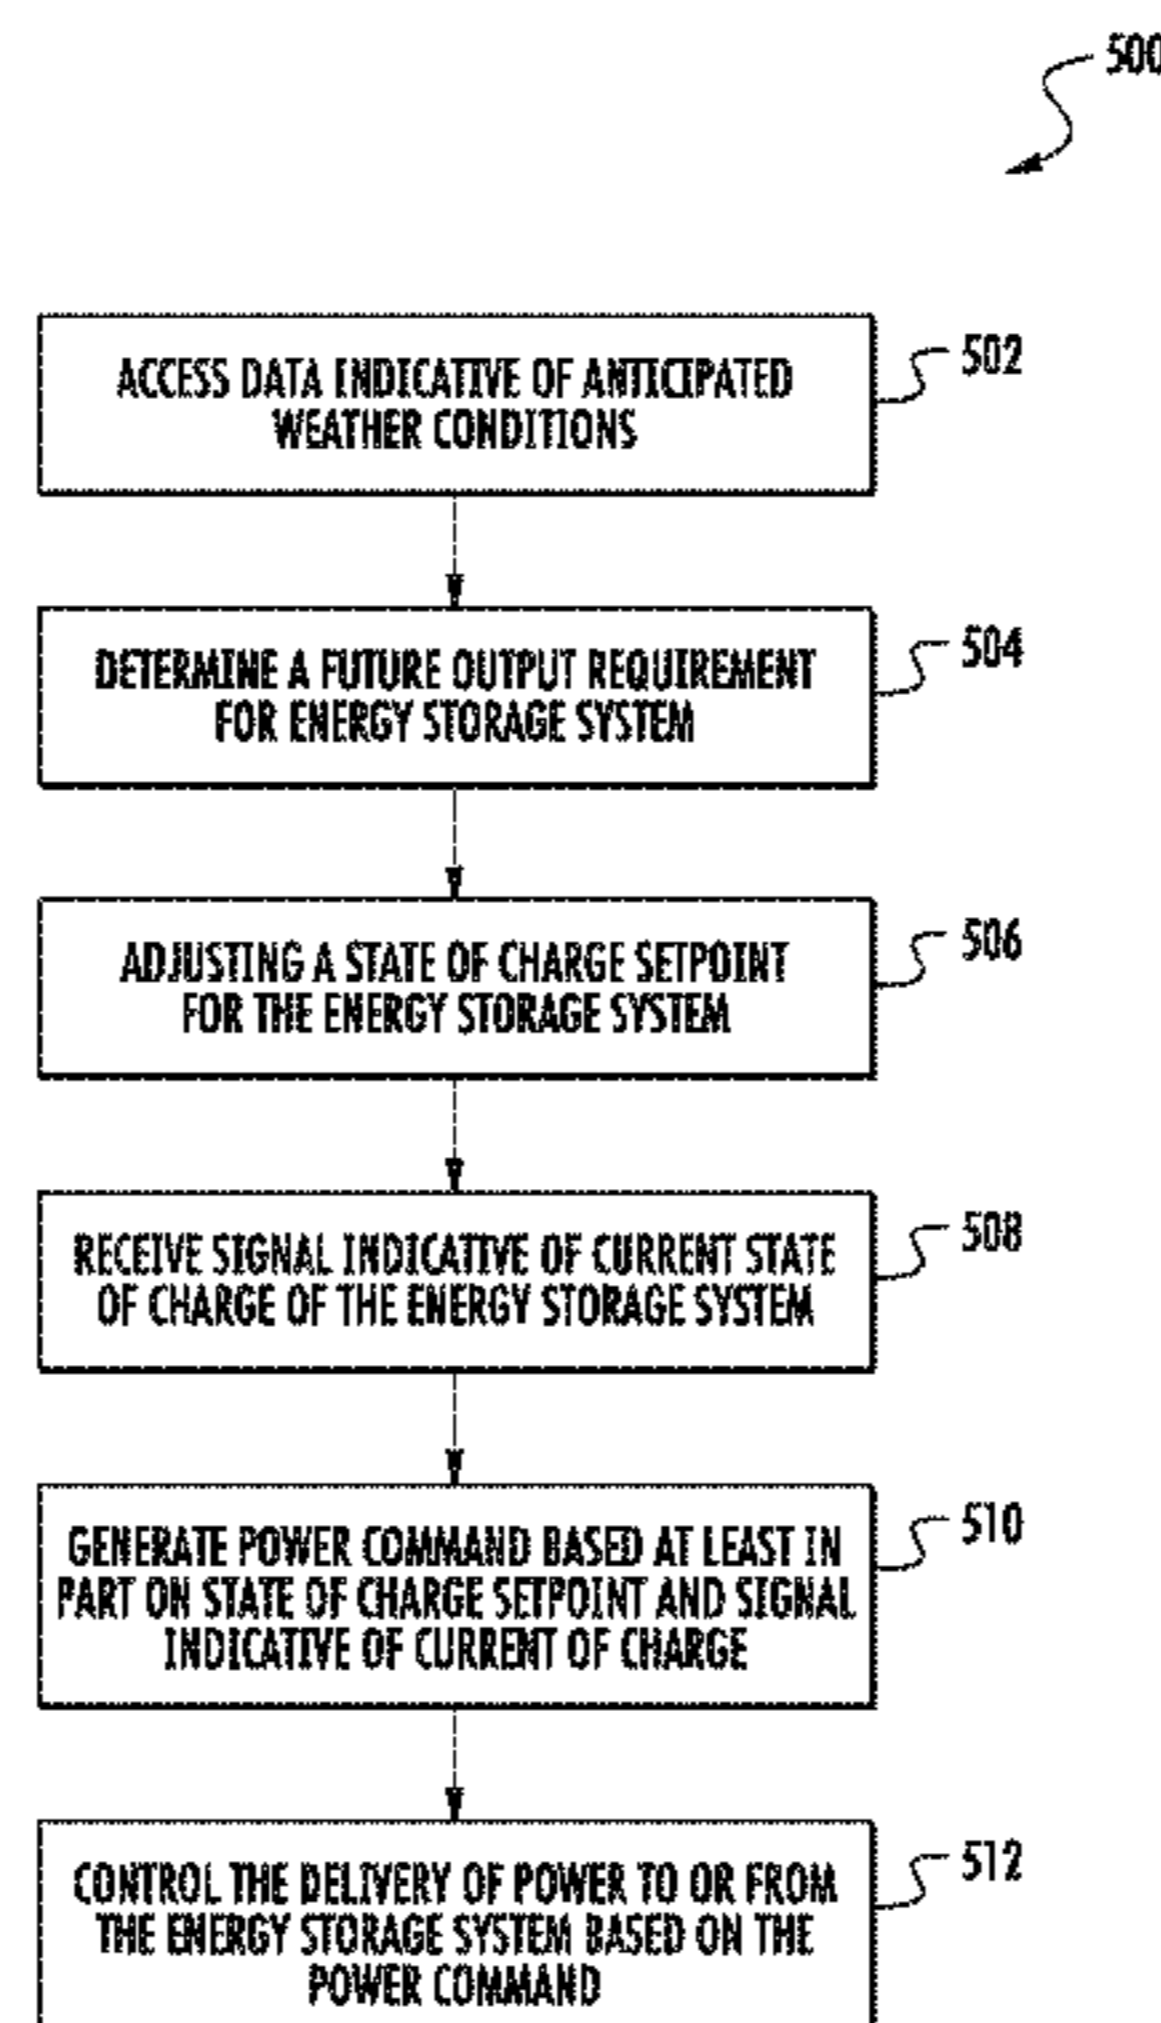 500
ACCESS DATA INDICATIVE OF ANTICIPATED
WEATHER CONDITIONS
502
DETERMINE A FUTURE OUTPUT REQUIREMENT
FOR ENERGY STORAGE SYSTEM
504
ADJUSTING A STATE OF CHARGE SETPOINT
FOR THE ENERGY STORAGE SYSTEM
506
RECEIVE SIGNAL INDICATIVE OF CURRENT STATE
OF CHARGE OF THE ENERGY STORAGE SYSTEM
508
GENERATE POWER COMMAND BASED AT LEAST IN
PART ON STATE OF CHARGE SETPOINT AND SIGNAL
INDICATIVE OF CURRENT OF CHARGE
510
CONTROL THE DELIVERY OF POWER TO OR FROM
THE ENERGY STORAGE SYSTEM BASED ON THE
POWER COMMAND
512